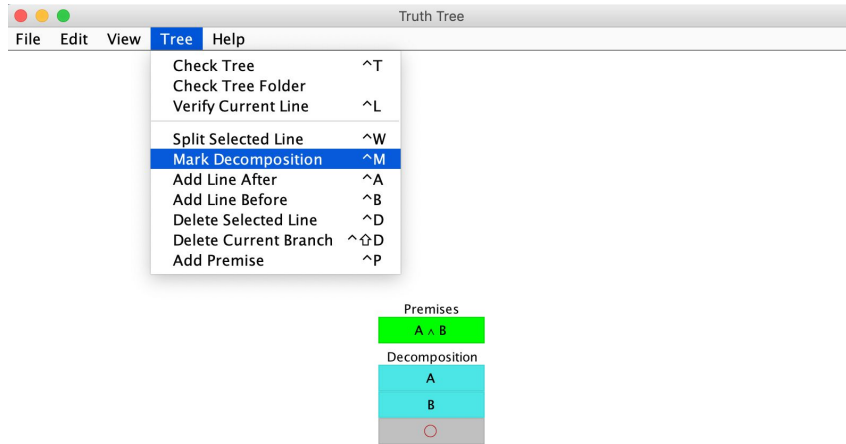 Truth Tree
File Edit View Tree Help
Check Tree ^T
Check Tree Folder
Verify Current Line ^L
Split Selected Line ^W
Mark Decomposition ^M
Add Line After ^A
Add Line Before ^B
Delete Selected Line ^D
Delete Current Branch ^⇧D
Add Premise ^P
Premises
A ∧ B
Decomposition
A
B
○